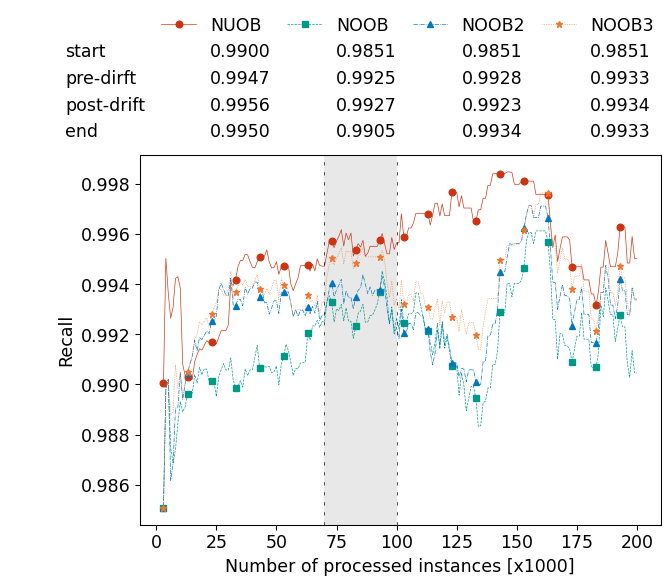 NUOB NOOB NOOB2 NOOB3
start 0.9900 0.9851 0.9851 0.9851
pre-dirft 0.9947 0.9925 0.9928 0.9933
post-drift 0.9956 0.9927 0.9923 0.9934
end 0.9950 0.9905 0.9934 0.9933
0.998
0.996
0.994
0.992
0.990
0.988
0.986
Recall
0 25 50 75 100 125 150 175 200
Number of processed instances [x1000]